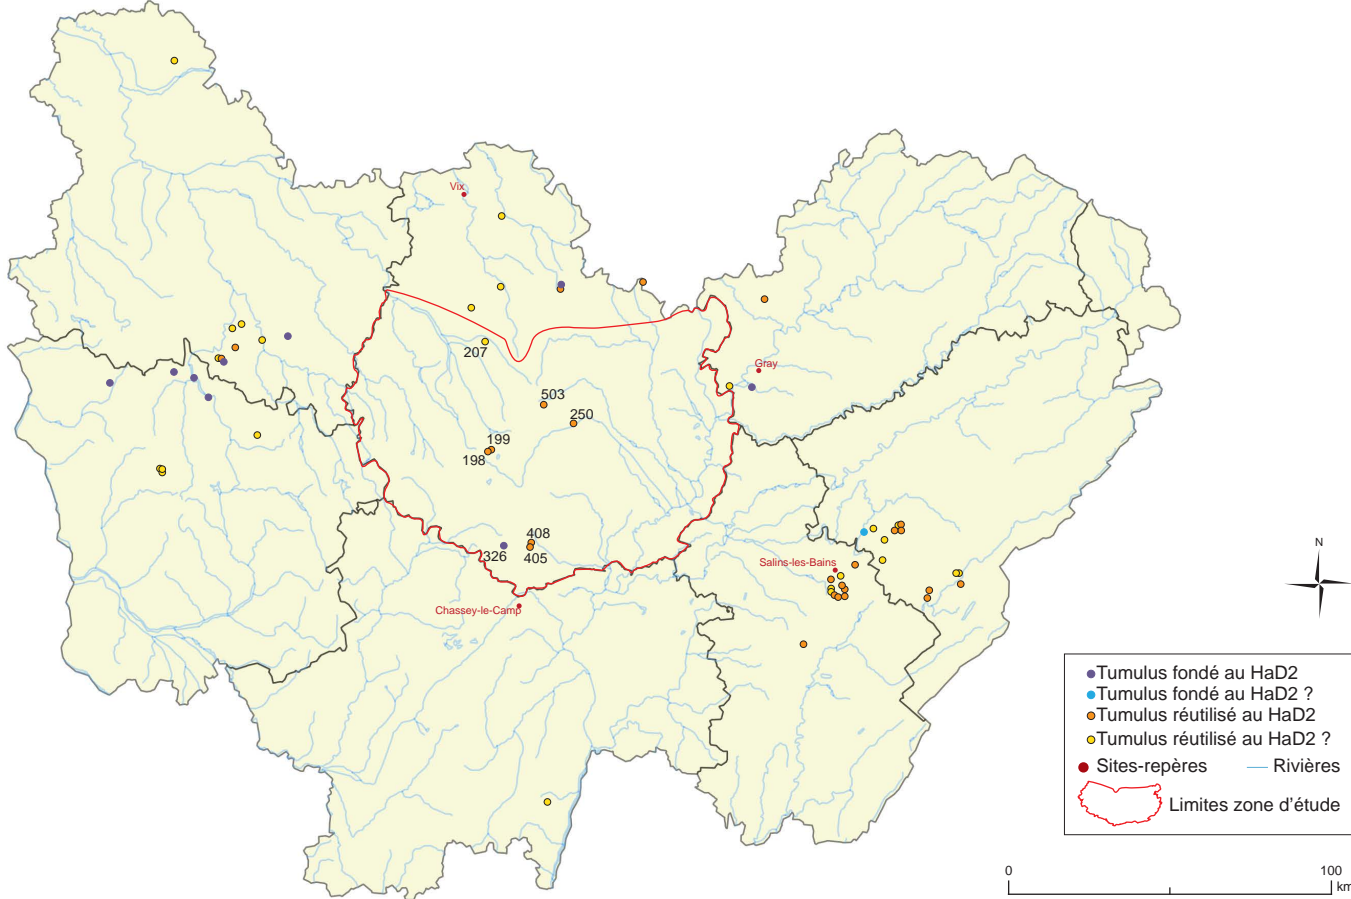 Vix
207
Gray
503
250
199
198
408
326
405
Salins-les-Bains
Chassey-le-Camp
N
Tumulus fondé au HaD2
Tumulus fondé au HaD2 ?
Tumulus réutilisé au HaD2
Tumulus réutilisé au HaD2 ?
Sites-repères Rivières
Limites zone d'étude
0 100
km